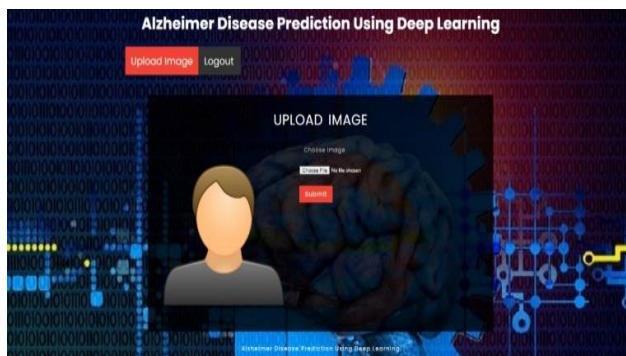 Alzheimer Disease Prediction Using Deep Learning
Upload Image Logout
UPLOAD IMAGE
Choose Image
Choose File No file chosen
Submit
Alzheimer Disease Prediction Using Deep Learning